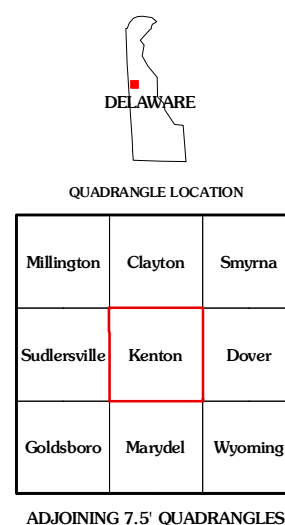 DELAWARE
QUADRANGLE LOCATION
Millington Clayton Smyrna
Sudlersville Kenton Dover
Goldsboro Marydel Wyoming
ADJOINING 7.5' QUADRANGLES